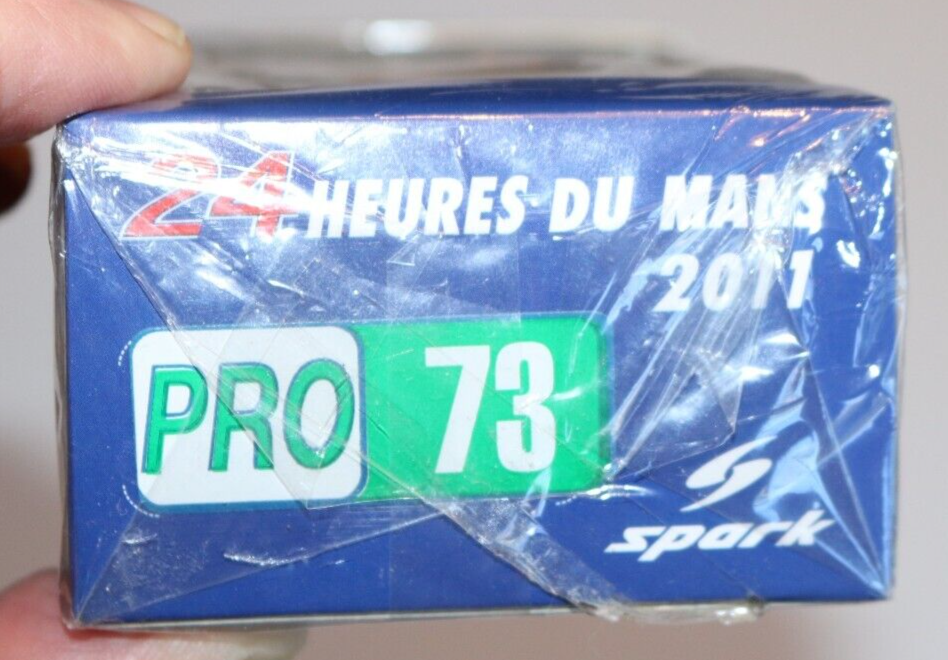 24 HEURES DU MANS
2011
PRO 73
spark